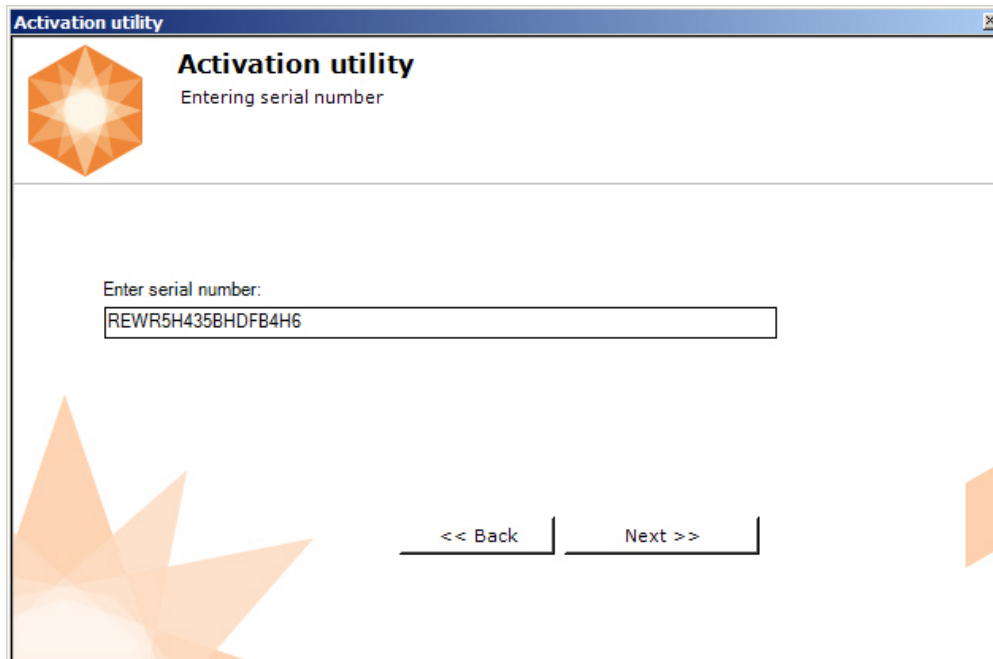 Activation utility
Activation utility
Entering serial number
Enter serial number:
REWR5H435BHDFB4H6
<< Back
Next >>